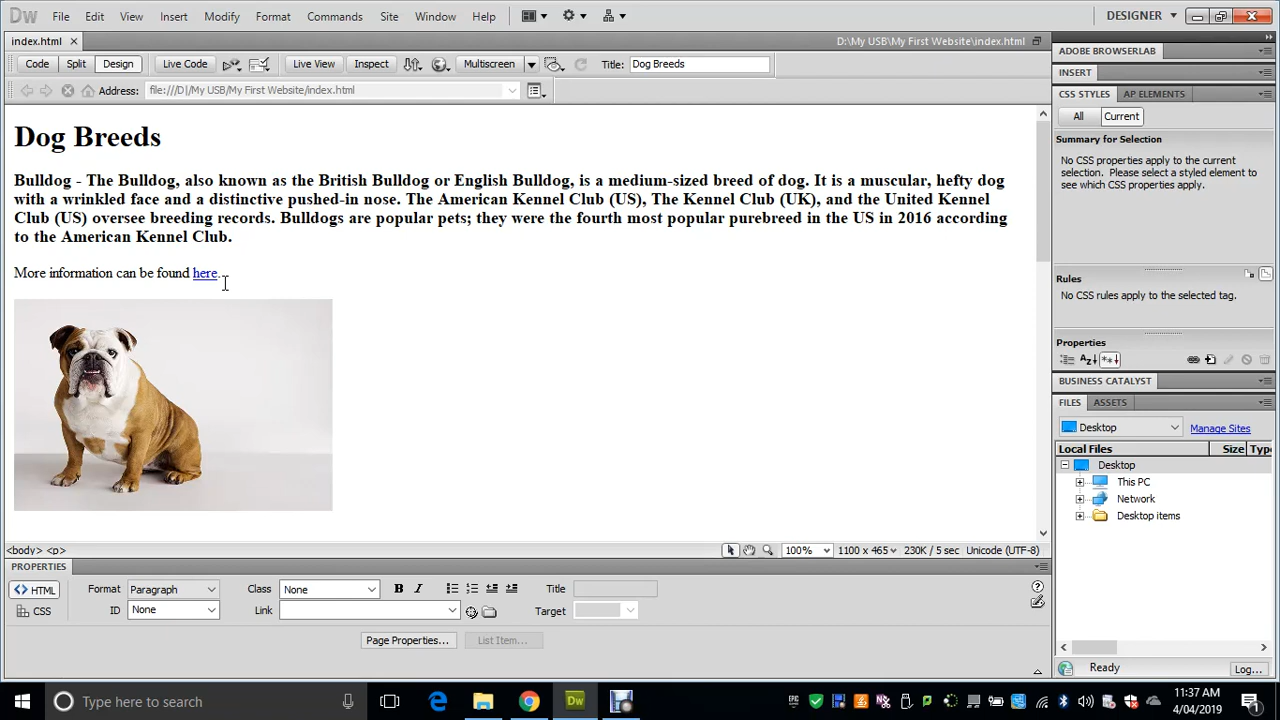 Dw File Edit View Insert Modify Format Commands Site Window Help DESIGNER
index.html D:\My USB\My First Website\index.html
Code Split Design Live Code Live View Inspect Multiscreen Title: Dog Breeds
Address: file:///D|/My USB/My First Website/index.html
Dog Breeds
Bulldog - The Bulldog, also known as the British Bulldog or English Bulldog, is a medium-sized breed of dog. It is a muscular, hefty dog
with a wrinkled face and a distinctive pushed-in nose. The American Kennel Club (US), The Kennel Club (UK), and the United Kennel
Club (US) oversee breeding records. Bulldogs are popular pets; they were the fourth most popular purebreed in the US in 2016 according
to the American Kennel Club.
More information can be found here.
<body> <p> 100% 1100 x 465 230K / 5 sec Unicode (UTF-8)
PROPERTIES
HTML Format Paragraph Class None B I Title
CSS ID None Link Target
Page Properties... List Item...
ADOBE BROWSERLAB
INSERT
CSS STYLES AP ELEMENTS
All Current
Summary for Selection
No CSS properties apply to the current
selection. Please select a styled element to
see which CSS properties apply.
Rules
No CSS rules apply to the selected tag.
Properties
BUSINESS CATALYST
FILES ASSETS
Desktop Manage Sites
Local Files Size Type
Desktop
This PC
Network
Desktop items
Ready Log...
Type here to search
11:37 AM
4/04/2019